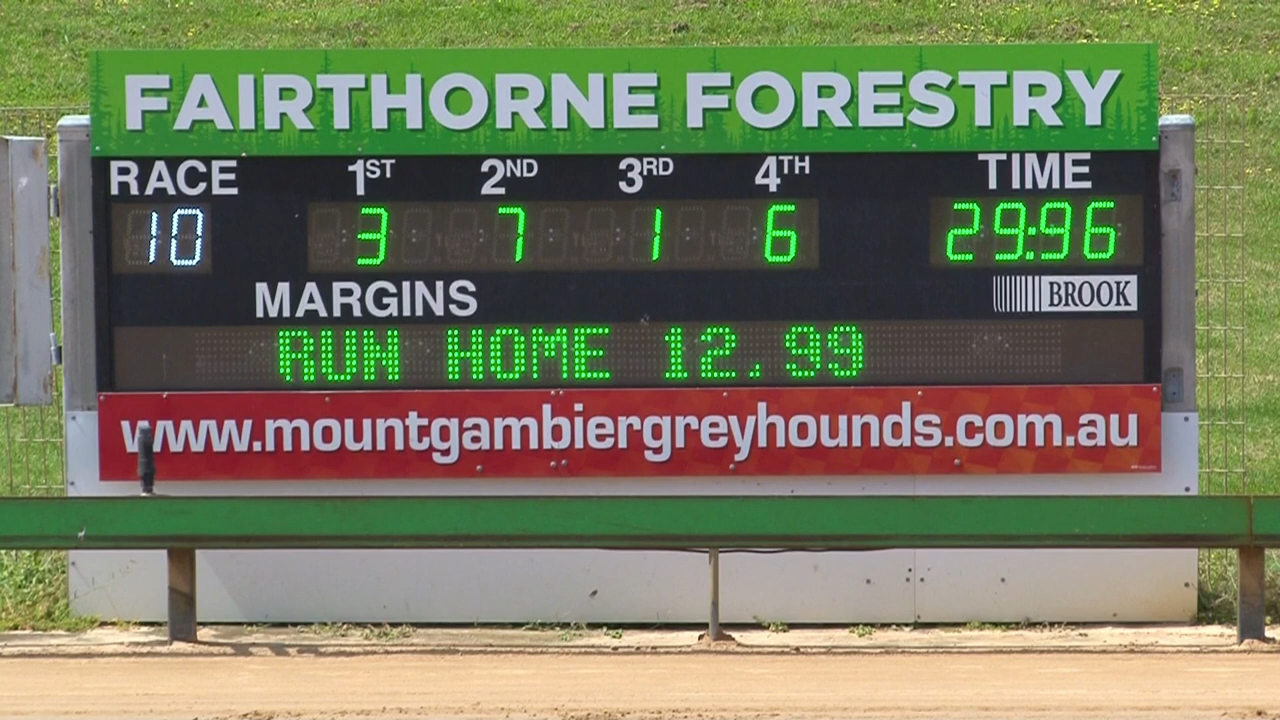 FAIRTHORNE FORESTRY
RACE 1ST 2ND 3RD 4TH TIME
10 3 7 1 6 29:96
MARGINS BROOK
RUN HOME 12.99
www.mountgambiergreyhounds.com.au